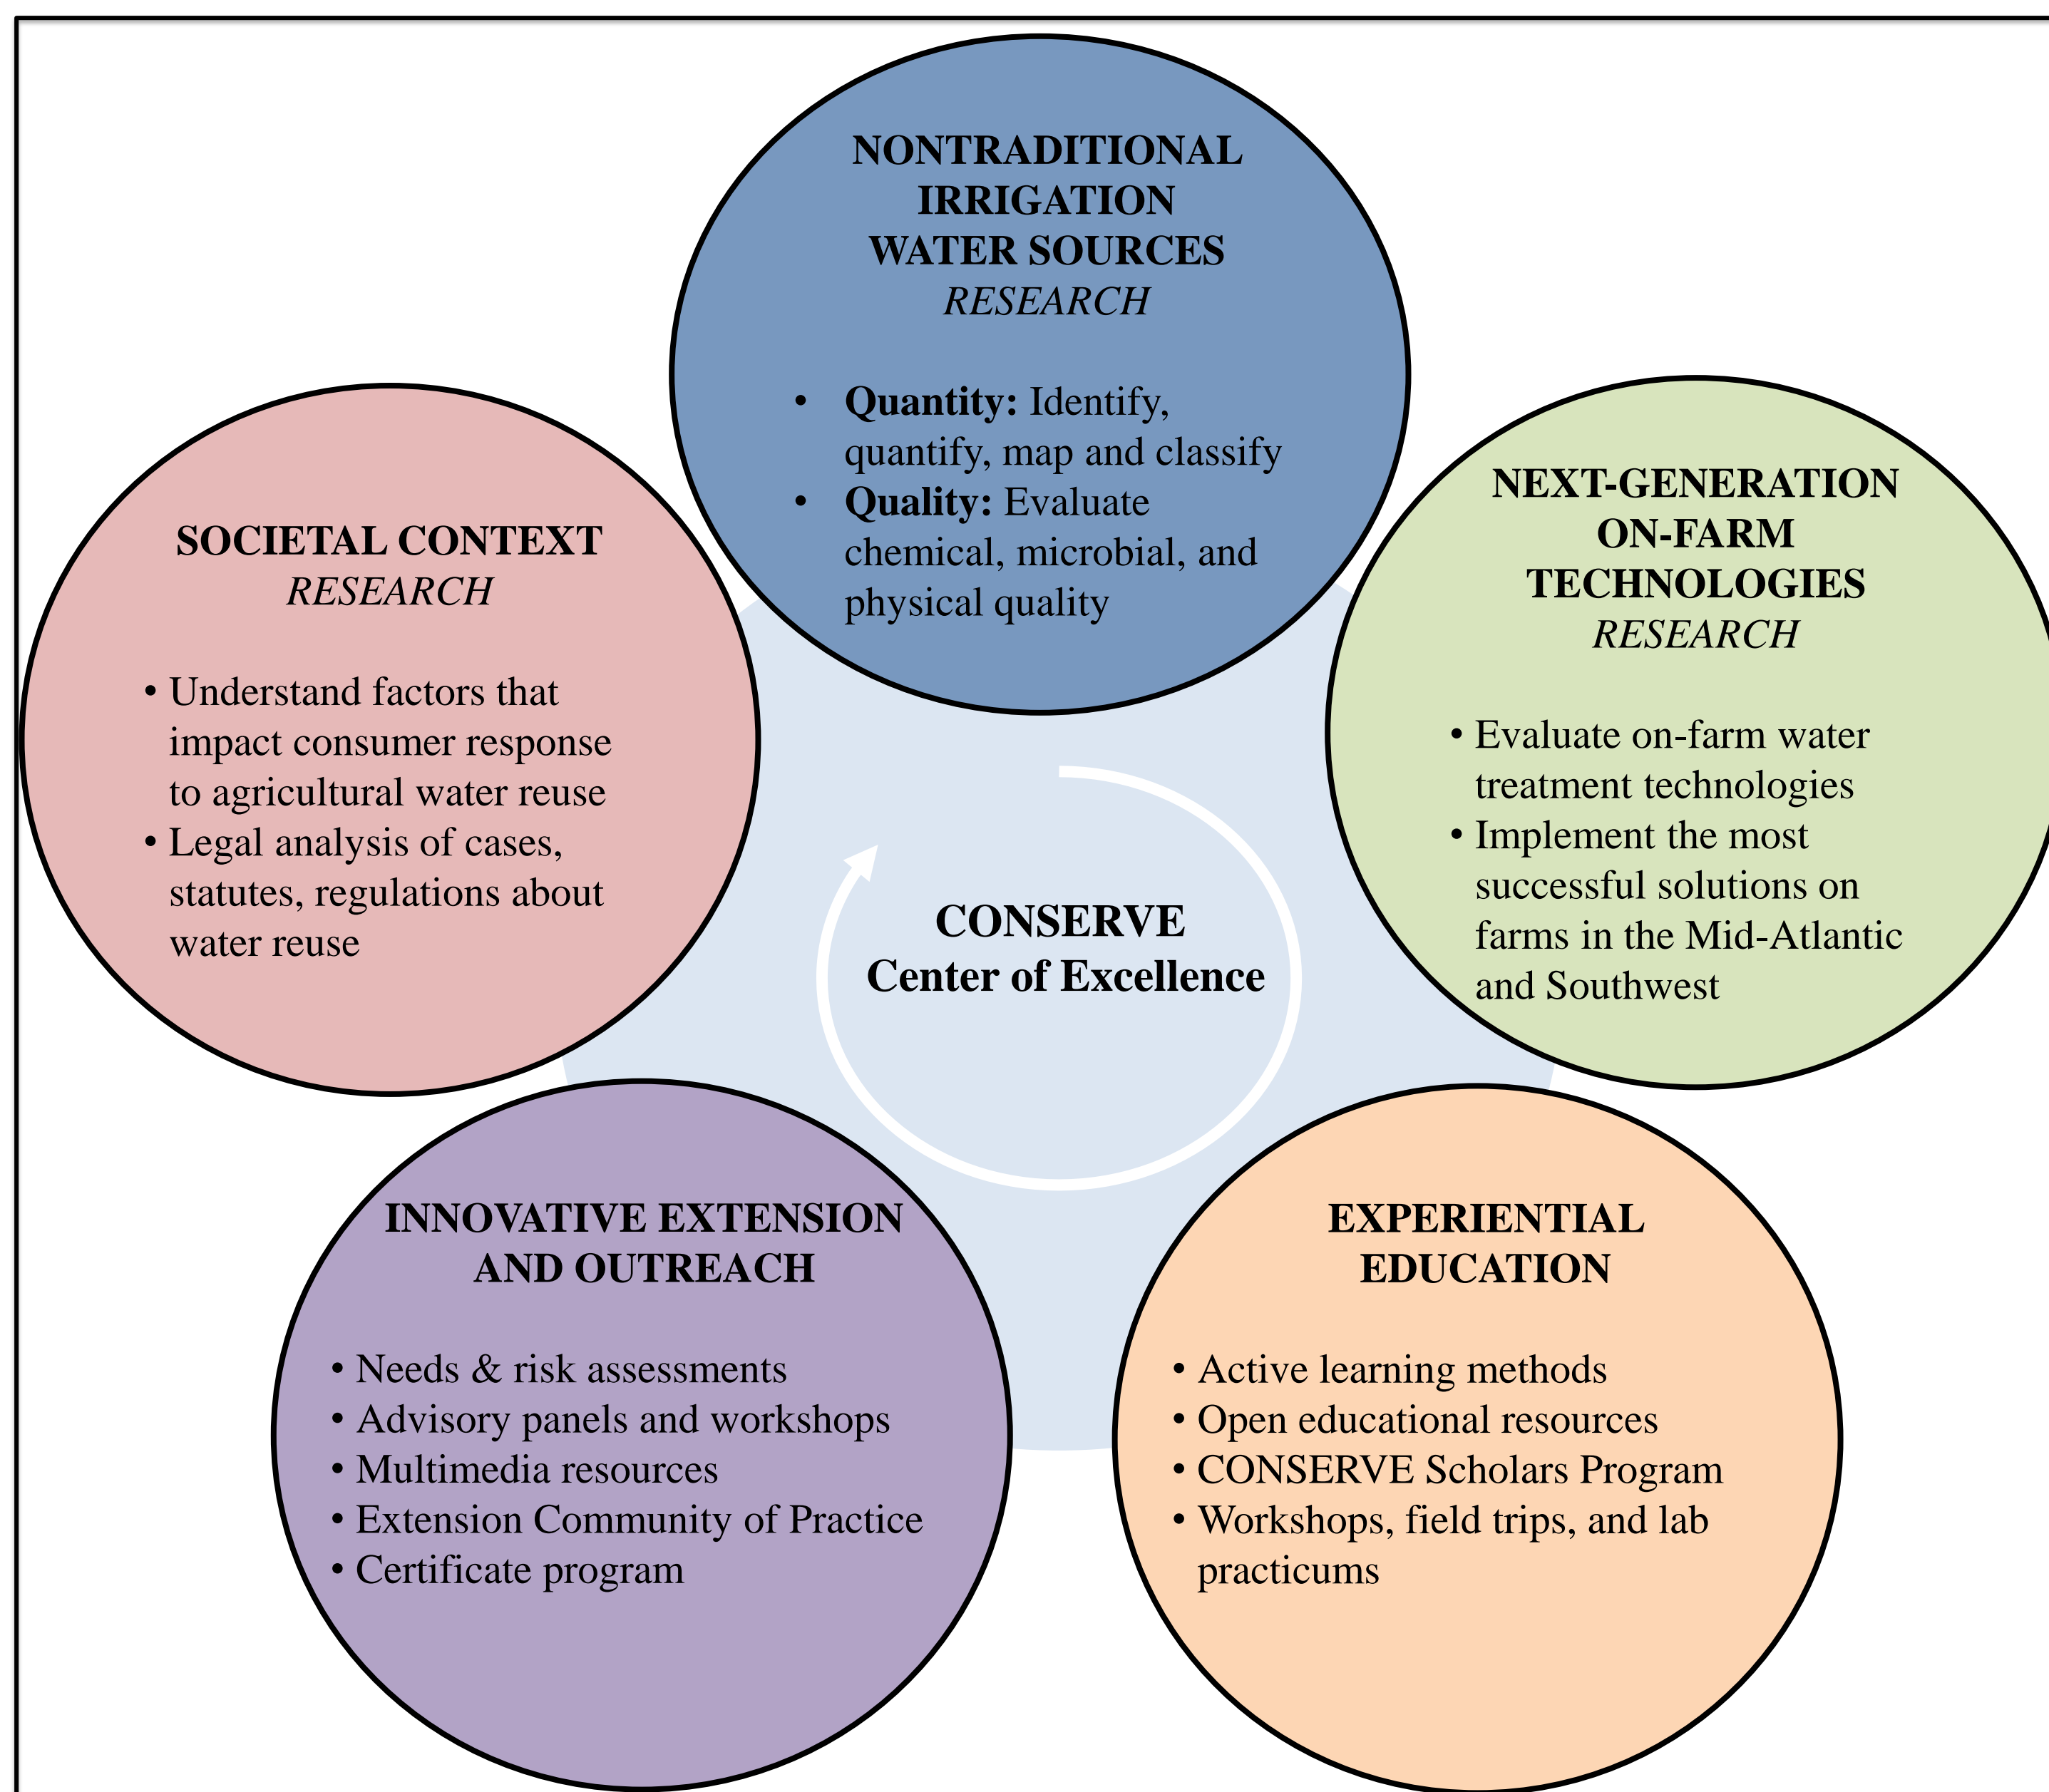 NONTRADITIONAL
IRRIGATION
WATER SOURCES
RESEARCH
• Quantity: Identify,
quantify, map and classify
• Quality: Evaluate
chemical, microbial, and
physical quality
SOCIETAL CONTEXT
RESEARCH
• Understand factors that
impact consumer response
to agricultural water reuse
• Legal analysis of cases,
statutes, regulations about
water reuse
NEXT-GENERATION
ON-FARM
TECHNOLOGIES
RESEARCH
• Evaluate on-farm water
treatment technologies
• Implement the most
successful solutions on
farms in the Mid-Atlantic
and Southwest
CONSERVE
Center of Excellence
INNOVATIVE EXTENSION
AND OUTREACH
• Needs & risk assessments
• Advisory panels and workshops
• Multimedia resources
• Extension Community of Practice
• Certificate program
EXPERIENTIAL
EDUCATION
• Active learning methods
• Open educational resources
• CONSERVE Scholars Program
• Workshops, field trips, and lab
practicums